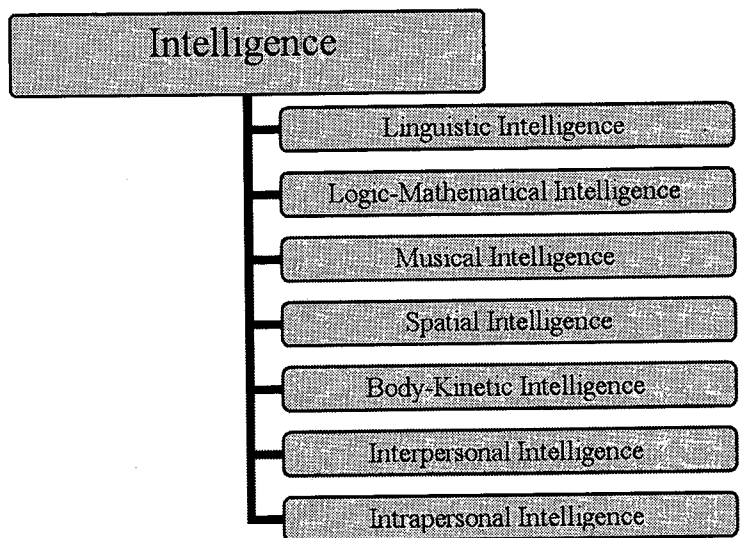 Intelligence
Linguistic Intelligence
Logic-Mathematical Intelligence
Musical Intelligence
Spatial Intelligence
Body-Kinetic Intelligence
Interpersonal Intelligence
Intrapersonal Intelligence